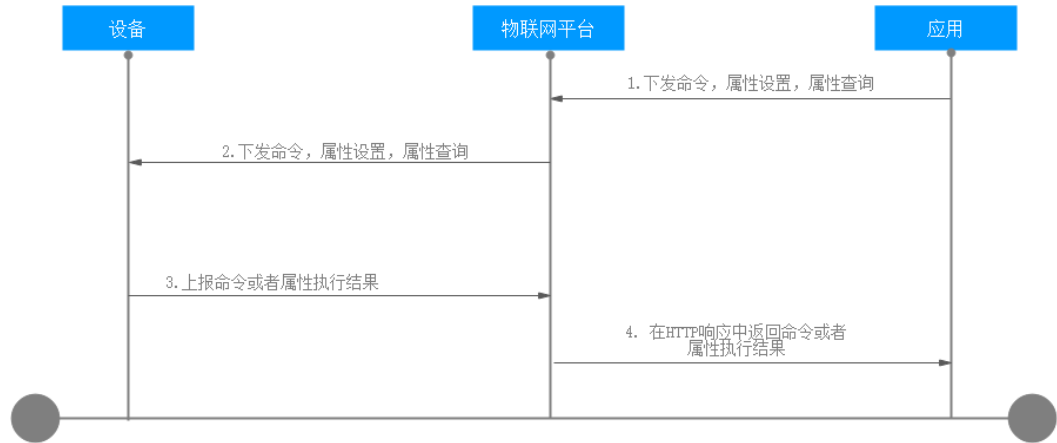 设备
物联网平台
应用
1.下发命令，属性设置，属性查询
2.下发命令，属性设置，属性查询
3.上报命令或者属性执行结果
4. 在HTTP响应中返回命令或者
属性执行结果